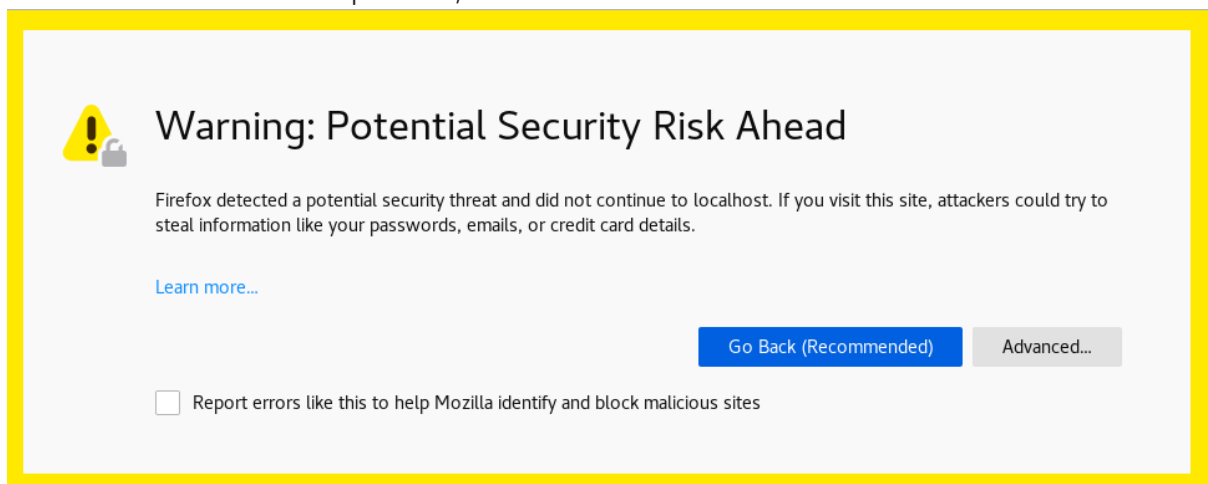 Warning: Potential Security Risk Ahead
Firefox detected a potential security threat and did not continue to localhost. If you visit this site, attackers could try to
steal information like your passwords, emails, or credit card details.
Learn more...
Go Back (Recommended)
Advanced...
Report errors like this to help Mozilla identify and block malicious sites